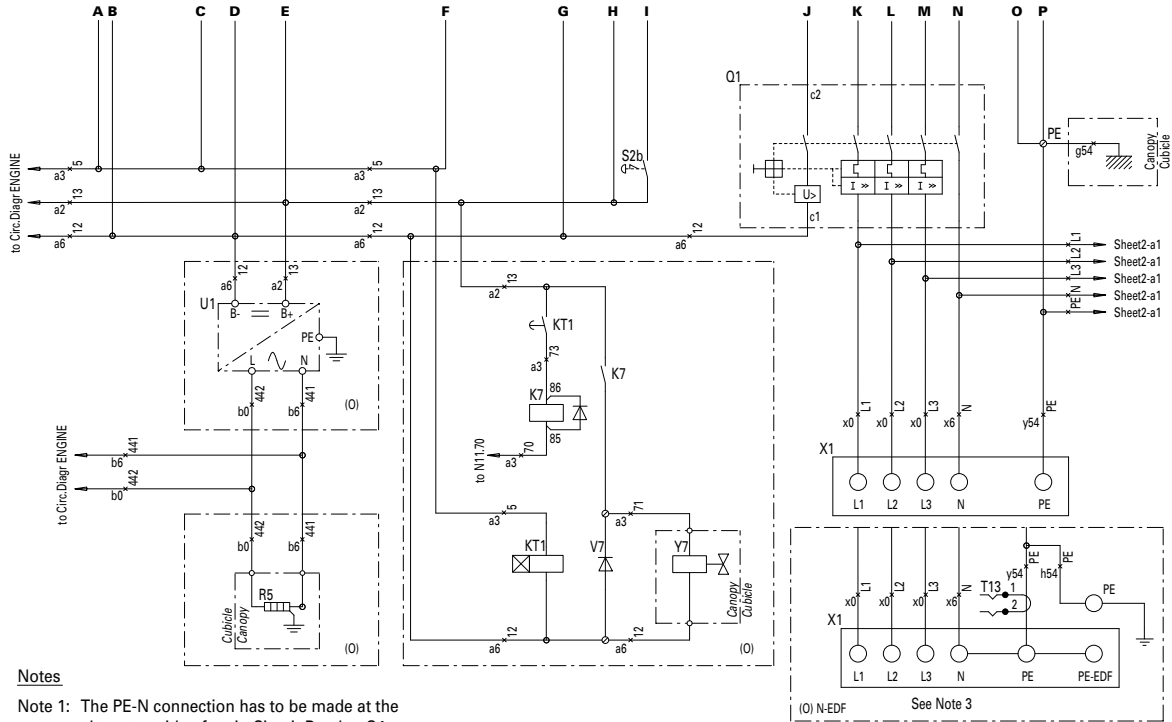 A B C D E F G H I J K L M N O P
Q1
c2
PE
g54
Canopy
Cubicle
S2b
I >> I >> I >>
U>
c1
to Circ.Diagr ENGINE
a3 5 a3 5
a2 13 a2 13
a6 12 a6 12 a6 12
L1 Sheet2-a1
L2 Sheet2-a1
L3 Sheet2-a1
N Sheet2-a1
PE Sheet2-a1
a6 12 a2 13
U1
B- B+
PE
L N
b0 442 b6 441
(O)
b6 441
b0 442
to Circ.Diagr ENGINE
b0 442 b6 441
R5
Cubicle
Canopy
(O)
a2 13
KT1
a3 73
K7
K7
86
85
to N11.70
a3 70
a3 5
a3 71
KT1
V7
Y7
Canopy
Cubicle
a6 12 a6 12
(O)
x0 L1 x0 L2 x0 L3 x6 N y54 PE
X1
L1 L2 L3 N PE
x0 L1 x0 L2 x0 L3 x6 N y54 PE h54 PE
T13 1
2
PE
X1
L1 L2 L3 N PE PE-EDF
(O) N-EDF See Note 3
Notes
Note 1: The PE-N connection has to be made at the